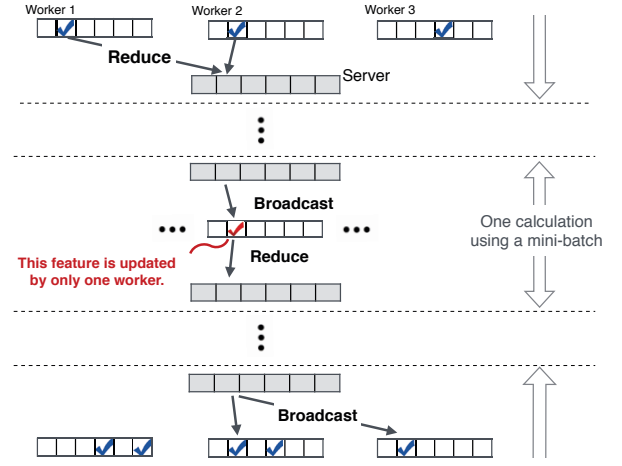 Worker 1
Worker 2
Worker 3
Reduce
Server
Broadcast
One calculation
using a mini-batch
This feature is updated
by only one worker.
Reduce
Broadcast